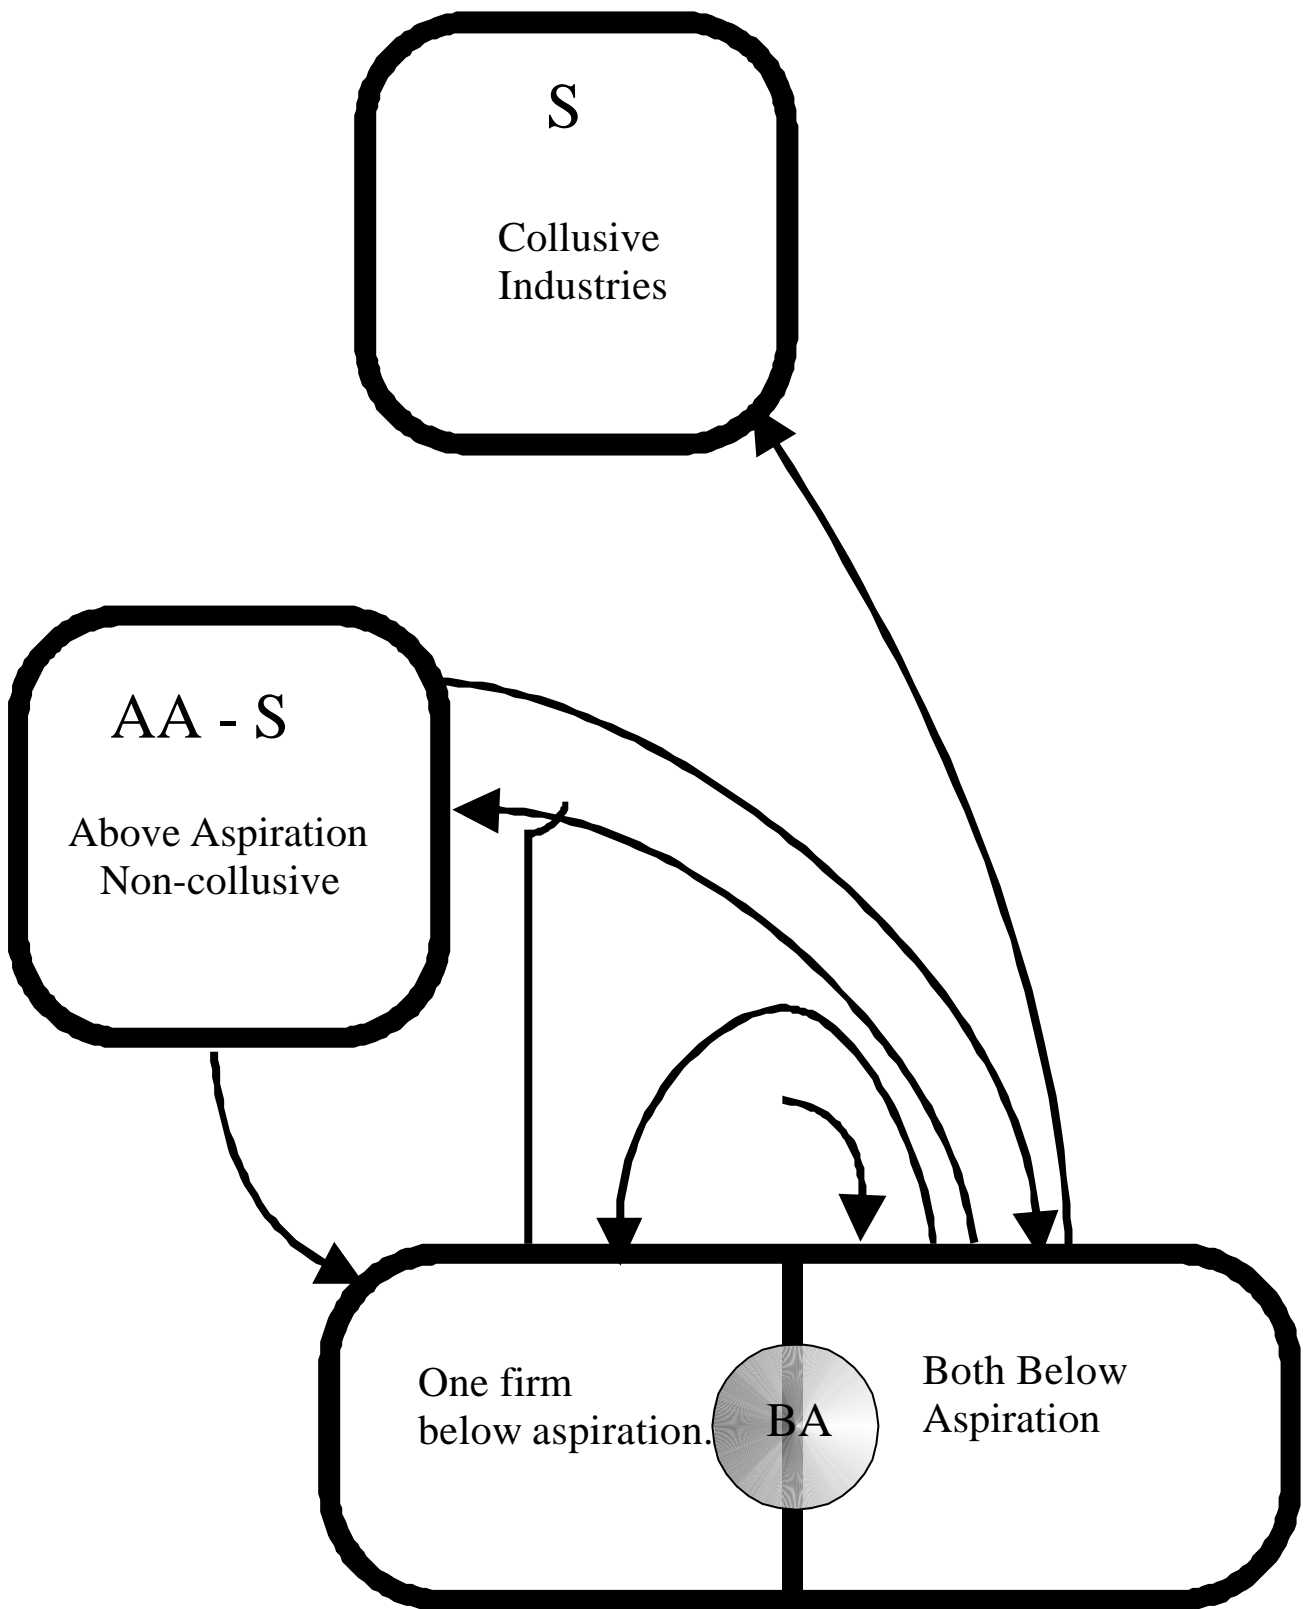 S
Collusive
Industries
AA - S
Above Aspiration
Non-collusive
One firm
below aspiration.
BA
Both Below
Aspiration